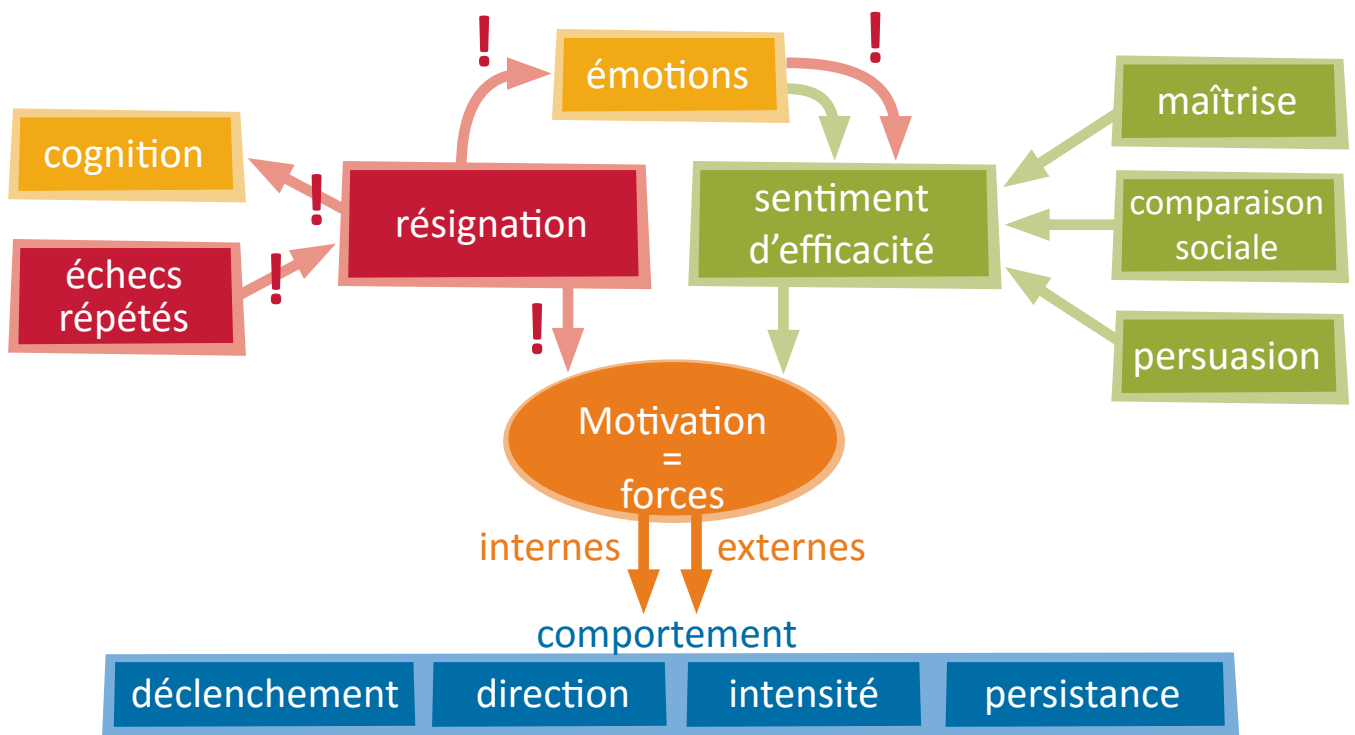 !
!
émotions
maîtrise
cognition
!
résignation
sentiment
d'efficacité
comparaison
sociale
échecs
répétés
!
!
persuasion
Motivation
=
forces
internes
externes
comportement
déclenchement
direction
intensité
persistance